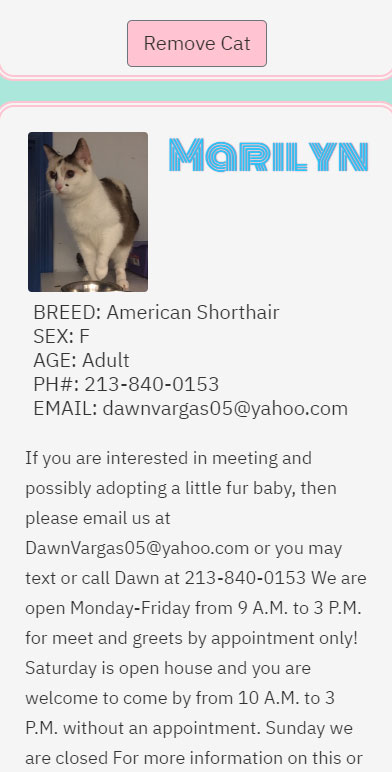 Remove Cat
MARILYN
BREED: American Shorthair
SEX: F
AGE: Adult
PH#: 213-840-0153
EMAIL: dawnvargas05@yahoo.com
If you are interested in meeting and
possibly adopting a little fur baby, then
please email us at
DawnVargas05@yahoo.com or you may
text or call Dawn at 213-840-0153 We are
open Monday-Friday from 9 A.M. to 3 P.M.
for meet and greets by appointment only!
Saturday is open house and you are
welcome to come by from 10 A.M. to 3
P.M. without an appointment. Sunday we
are closed For more information on this or